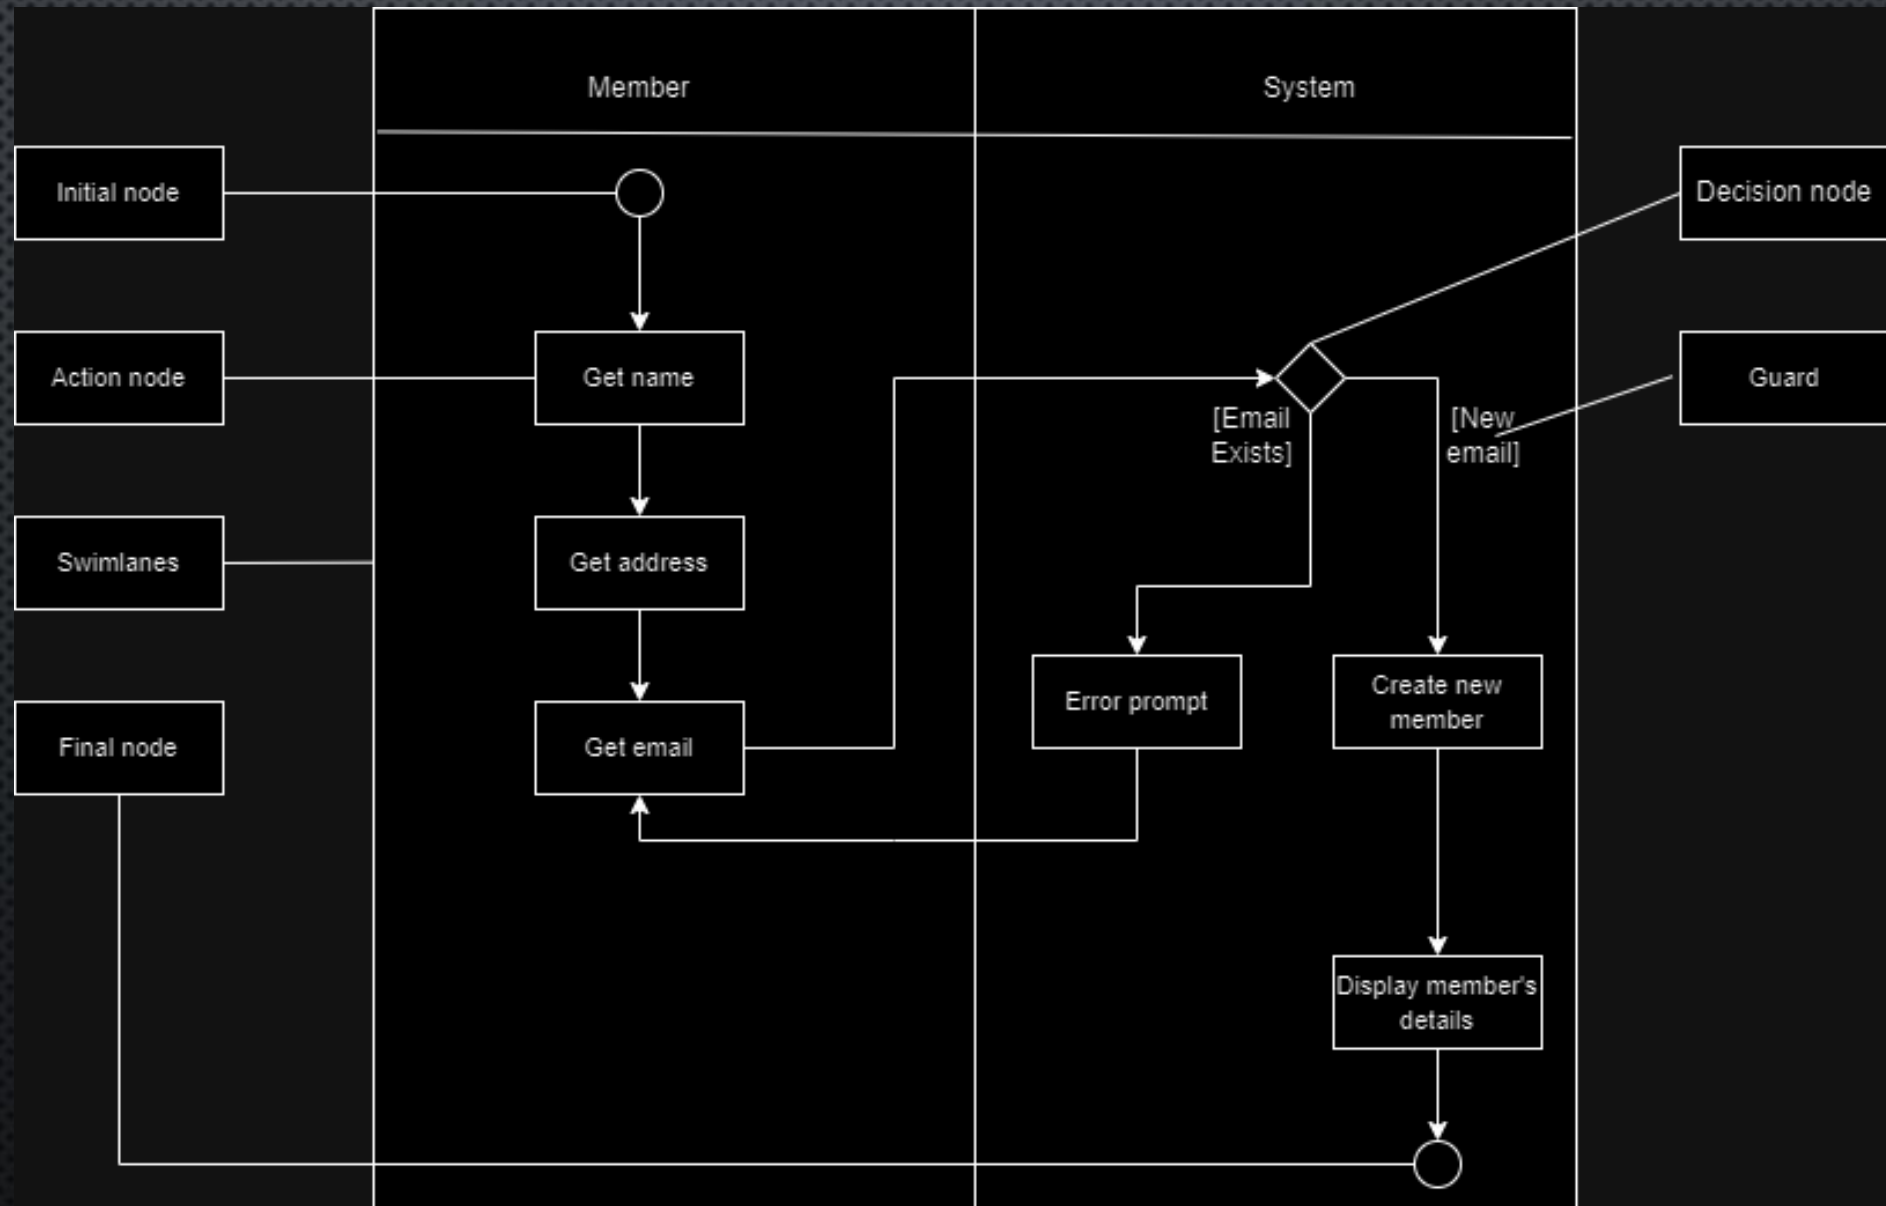 Member
System
Initial node
Decision node
Action node
Get name
Guard
[Email
Exists]
[New
email]
Swimlanes
Get address
Error prompt
Create new
member
Final node
Get email
Display member's
details